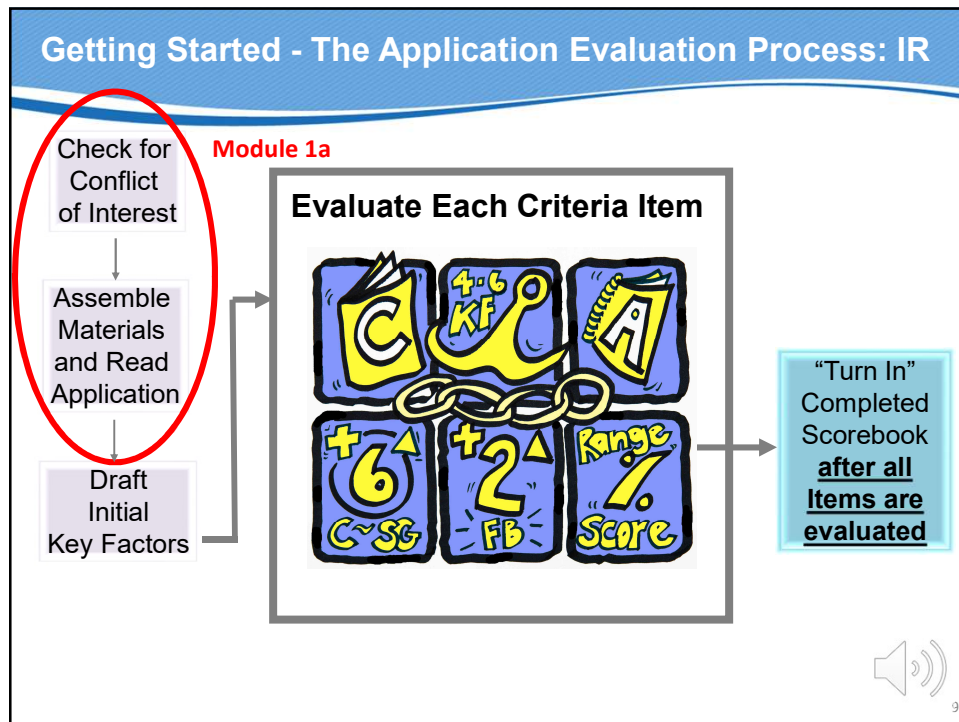 Getting Started - The Application Evaluation Process: IR
Check for
Conflict
of Interest
Module 1a
Assemble
Materials
and Read
Application
Draft
Initial
Key Factors
Evaluate Each Criteria Item
C
4-6
KF
A
+6▲
C~SG
+2▲
FB
Range
%
Score
“Turn In”
Completed
Scorebook
after all
Items are
evaluated
9